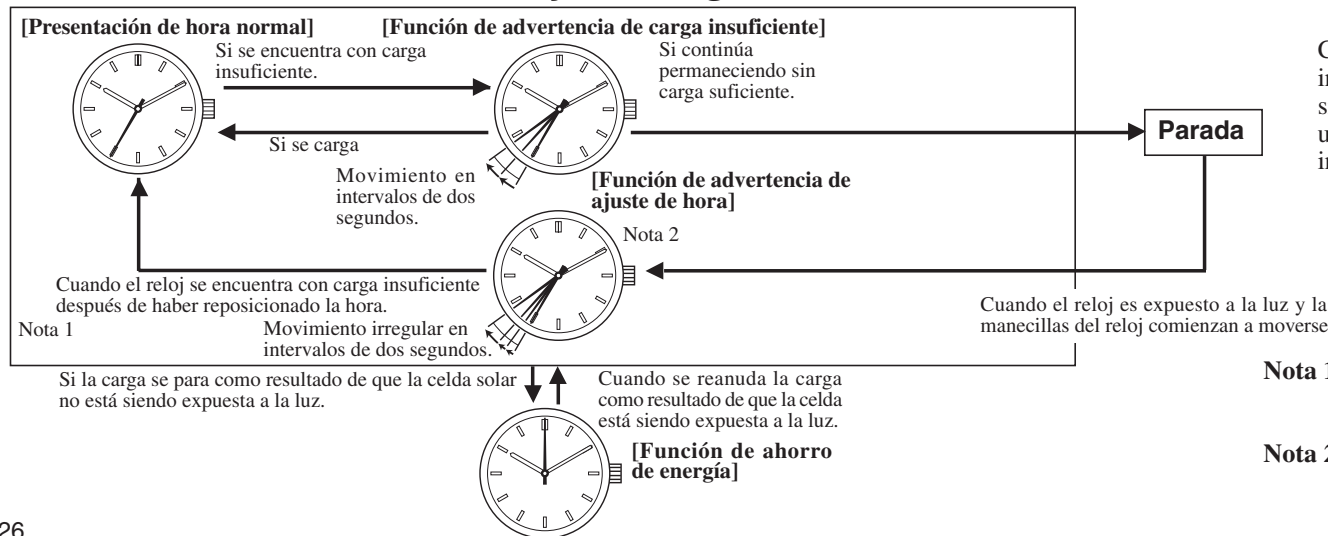 [Presentación de hora normal]
[Función de advertencia de carga insuficiente]
Si se encuentra con carga
insuficiente.
Si continúa
permaneciendo sin
carga suficiente.
Parada
Si se carga
Movimiento en
intervalos de dos
segundos.
[Función de advertencia de
ajuste de hora]
Nota 2
Cuando el reloj se encuentra con carga insuficiente
después de haber reposicionado la hora.
Nota 1
Movimiento irregular en
intervalos de dos segundos.
Cuando el reloj es expuesto a la luz y la
manecillas del reloj comienzan a moverse
Si la carga se para como resultado de que la celda solar
no está siendo expuesta a la luz.
Cuando se reanuda la carga
como resultado de que la celda
está siendo expuesta a la luz.
[Función de ahorro
de energía]
Nota 1
Nota 2
26